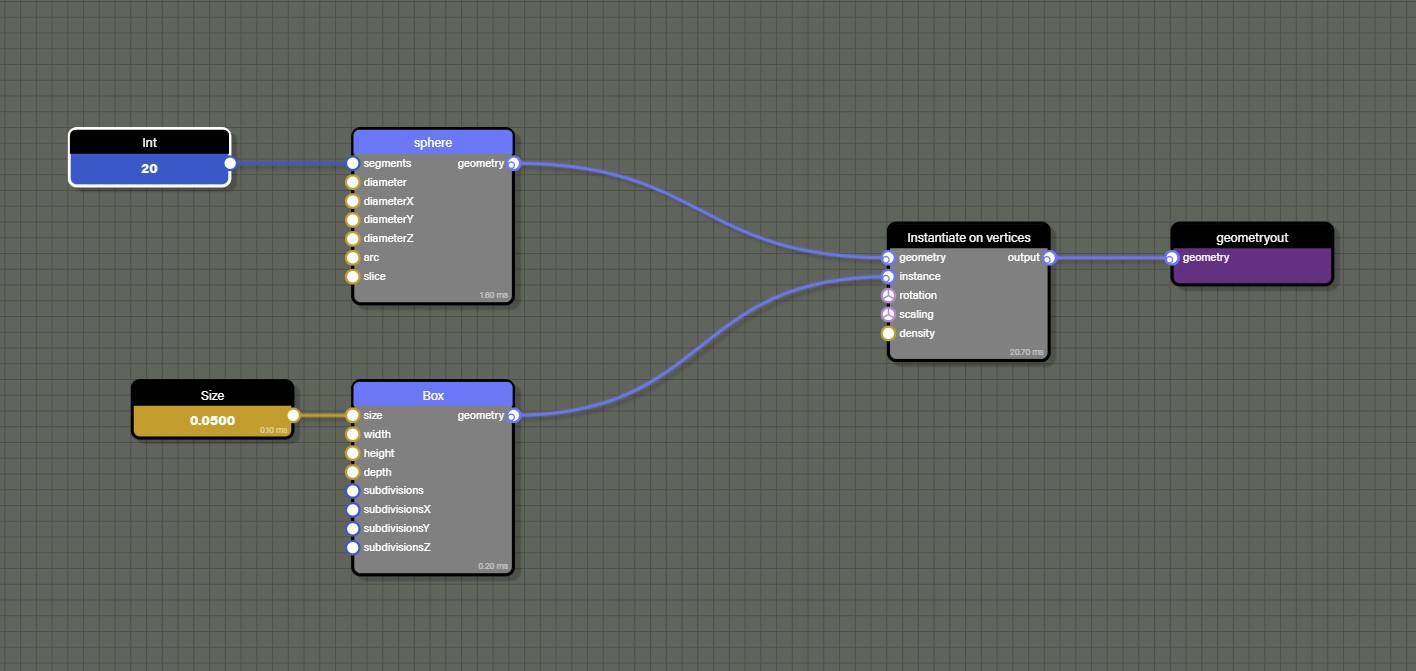 Int
20
sphere
segments geometry
diameter
diameterX
diameterY
diameterZ
arc
slice
1.60 ms
Instantiate on vertices
geometry output
instance
rotation
scaling
density
20.70 ms
geometryout
geometry
Size
0.0500
0.10 ms
Box
size geometry
width
height
depth
subdivisions
subdivisionsX
subdivisionsY
subdivisionsZ
0.20 ms